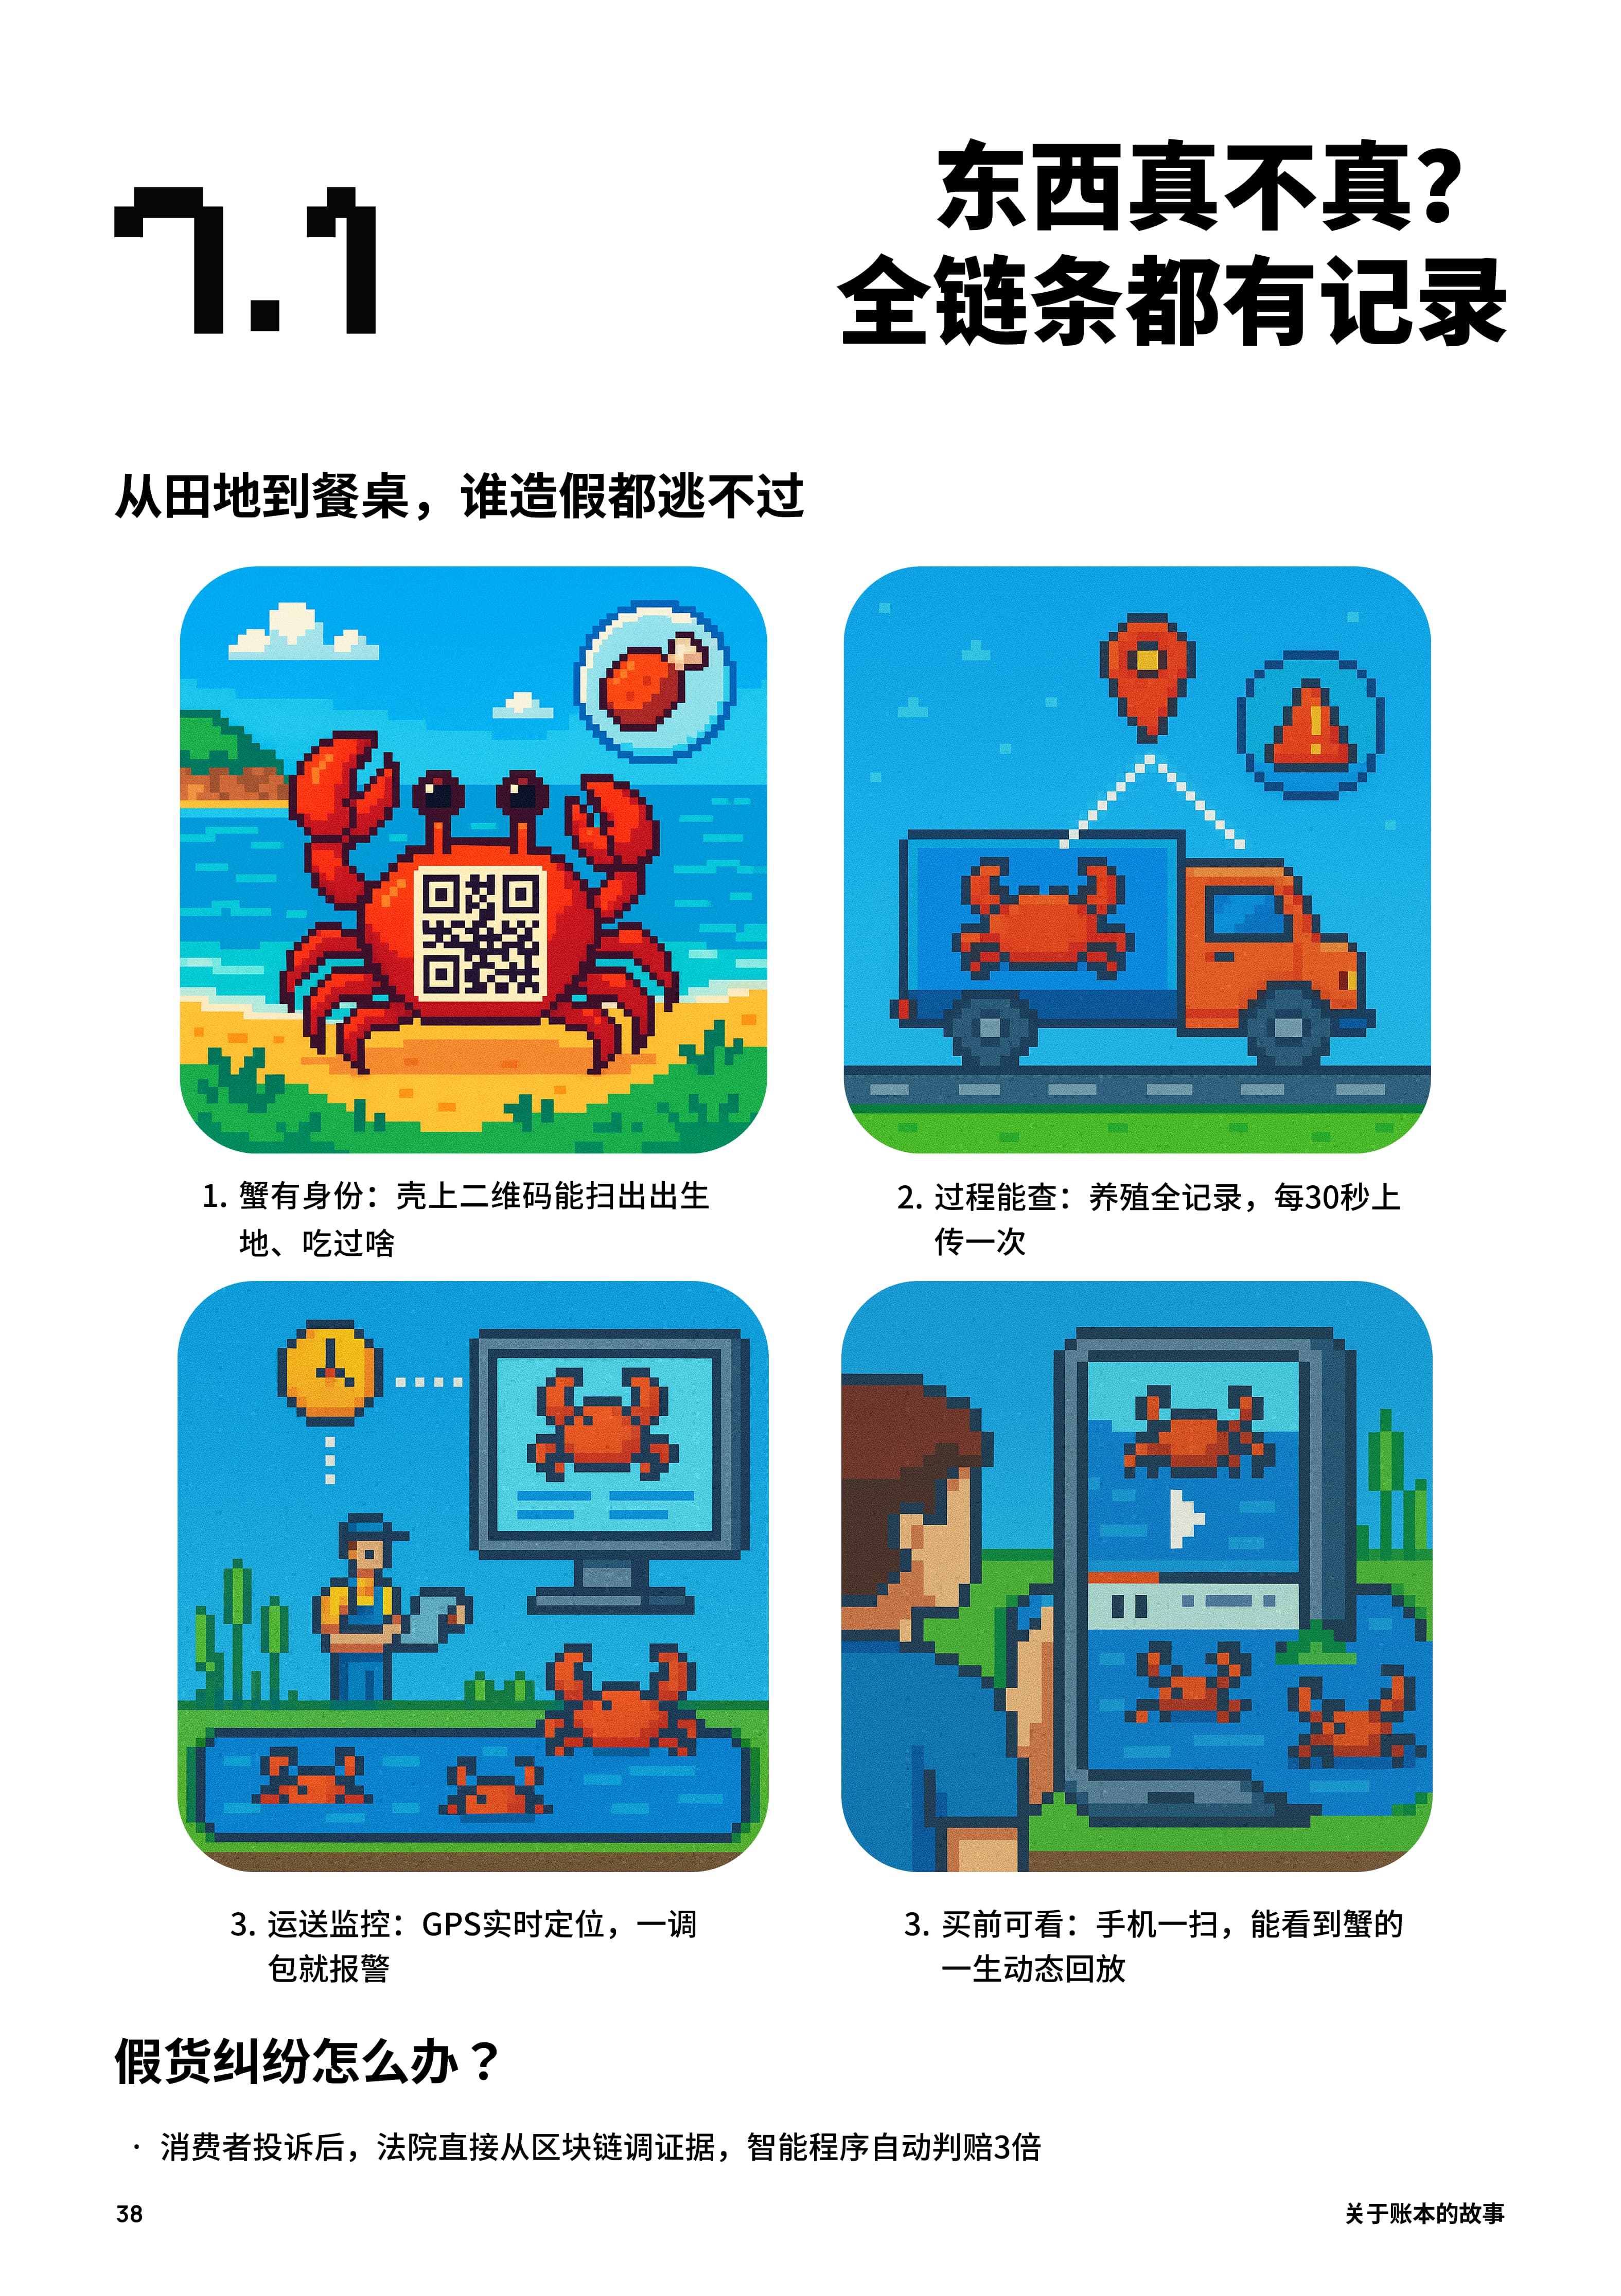 7.1
东西真不真？
全链条都有记录
从田地到餐桌，谁造假都逃不过
1. 蟹有身份：壳上二维码能扫出出生
地、吃过啥
2. 过程能查：养殖全记录，每30秒上
传一次
3. 运送监控：GPS实时定位，一调
包就报警
3. 买前可看：手机一扫，能看到蟹的
一生动态回放
假货纠纷怎么办？
· 消费者投诉后，法院直接从区块链调证据，智能程序自动判赔3倍
38
关于账本的故事